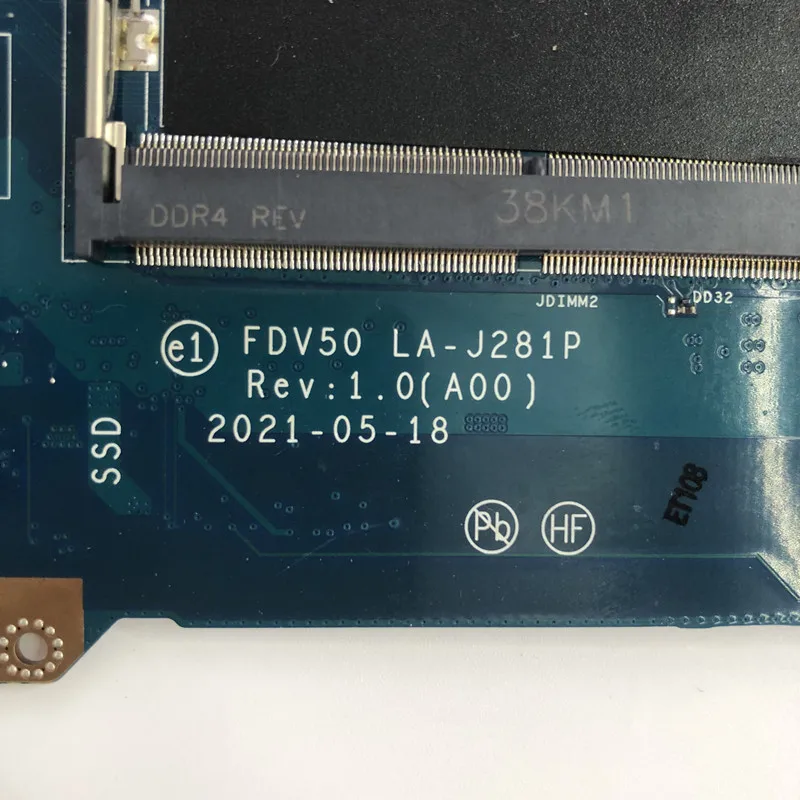 DDR4 REV
38KM1
JDIMM2
DD32
e1 FDV50 LA-J281P
Rev:1.0(A00)
2021-05-18
SSD
ET10B
Pb
HF